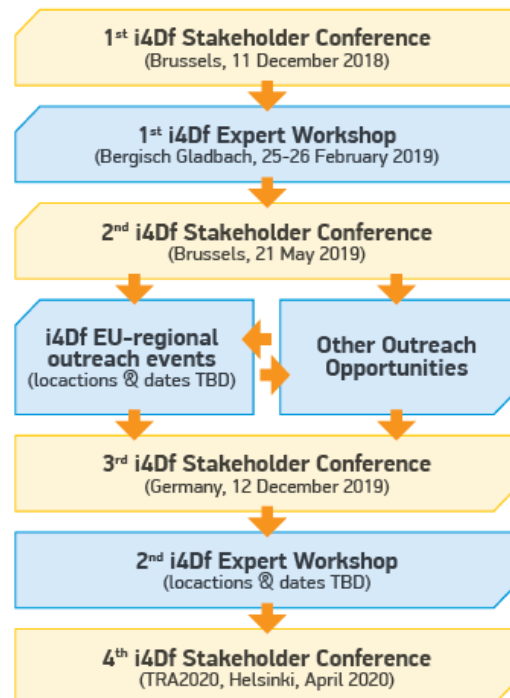 1st i4Df Stakeholder Conference
(Brussels, 11 December 2018)
1st i4Df Expert Workshop
(Bergisch Gladbach, 25-26 February 2019)
2nd i4Df Stakeholder Conference
(Brussels, 21 May 2019)
i4Df EU-regional
outreach events
(locactions & dates TBD)
Other Outreach
Opportunities
3rd i4Df Stakeholder Conference
(Germany, 12 December 2019)
2nd i4Df Expert Workshop
(locactions & dates TBD)
4th i4Df Stakeholder Conference
(TRA2020, Helsinki, April 2020)